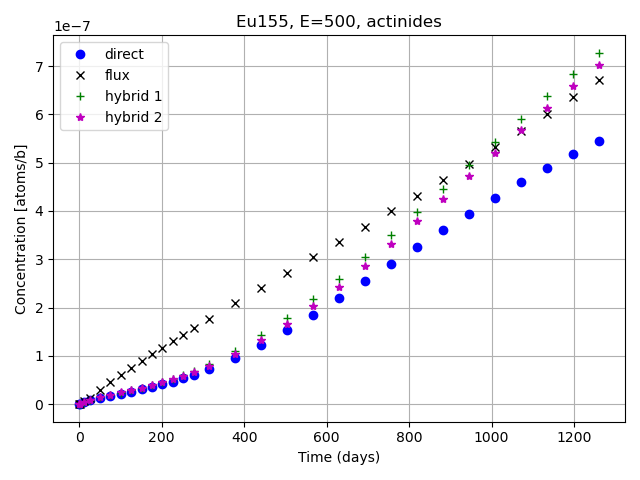 Eu155, E=500, actinides
1e−7
direct
flux
hybrid 1
hybrid 2
7
6
5
4
3
2
1
0
Concentration [atoms/b]
0 200 400 600 800 1000 1200
Time (days)